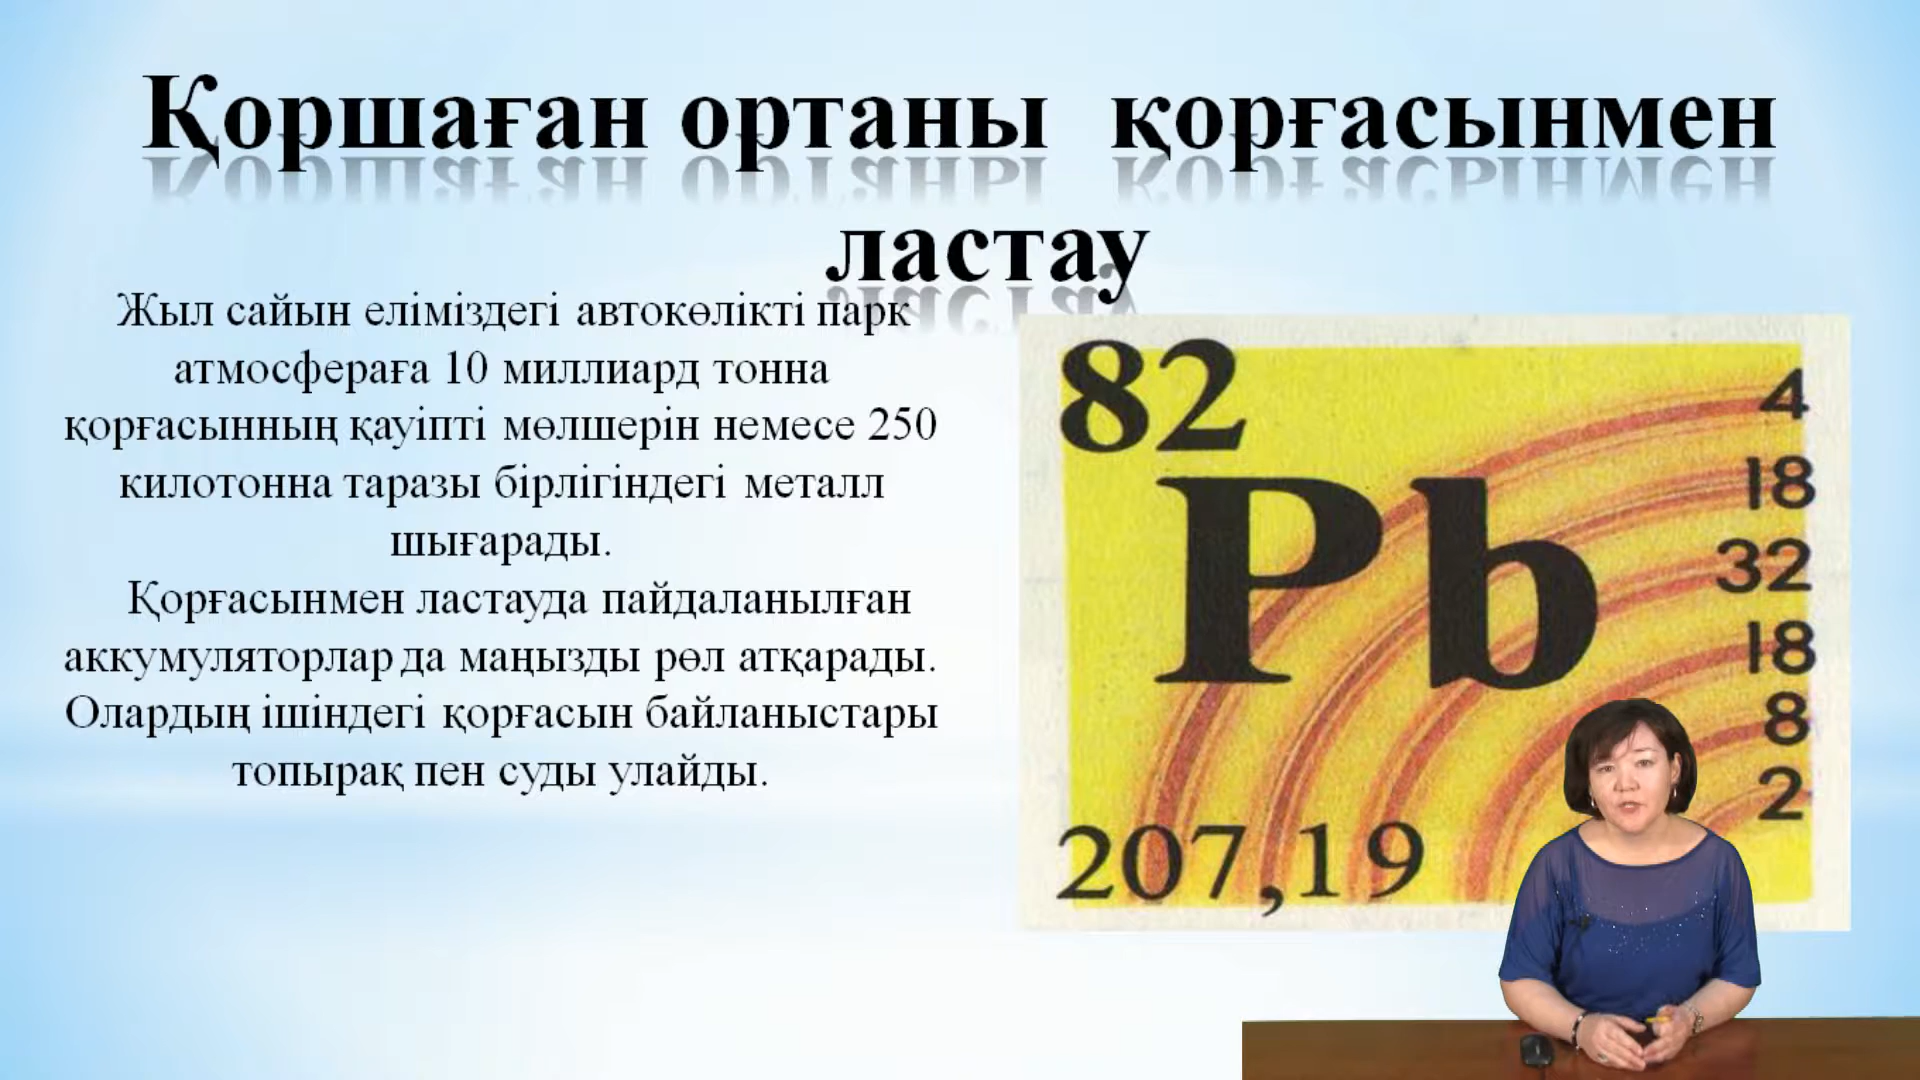 Қоршаған ортаны қорғасынмен
ластау
Жыл сайын еліміздегі автокөлікті парк
атмосфераға 10 миллиард тонна
қорғасынның қауіпті мөлшерін немесе 250
килотонна таразы бірлігіндегі металл
шығарады.
Қорғасынмен ластауда пайдаланылған
аккумуляторлар да маңызды рөл атқарады.
Олардың ішіндегі қорғасын байланыстары
топырақ пен суды улайды.
82
Pb
207,19
4
18
32
18
8
2